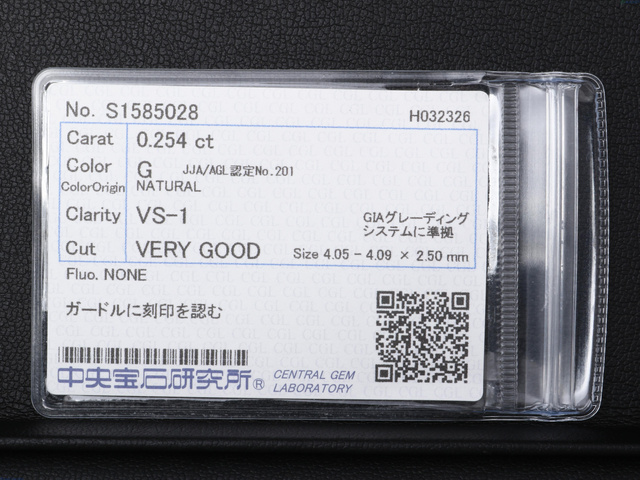 No. S1585028 H032326
Carat 0.254 ct
Color G JJA/AGL認定No.201
ColorOrigin NATURAL
Clarity VS-1 GIAグレーディング
システムに準拠
Cut VERY GOOD Size 4.05 - 4.09 × 2.50 mm
Fluo. NONE
ガードルに刻印を認む
中央宝石研究所® CENTRAL GEM
LABORATORY